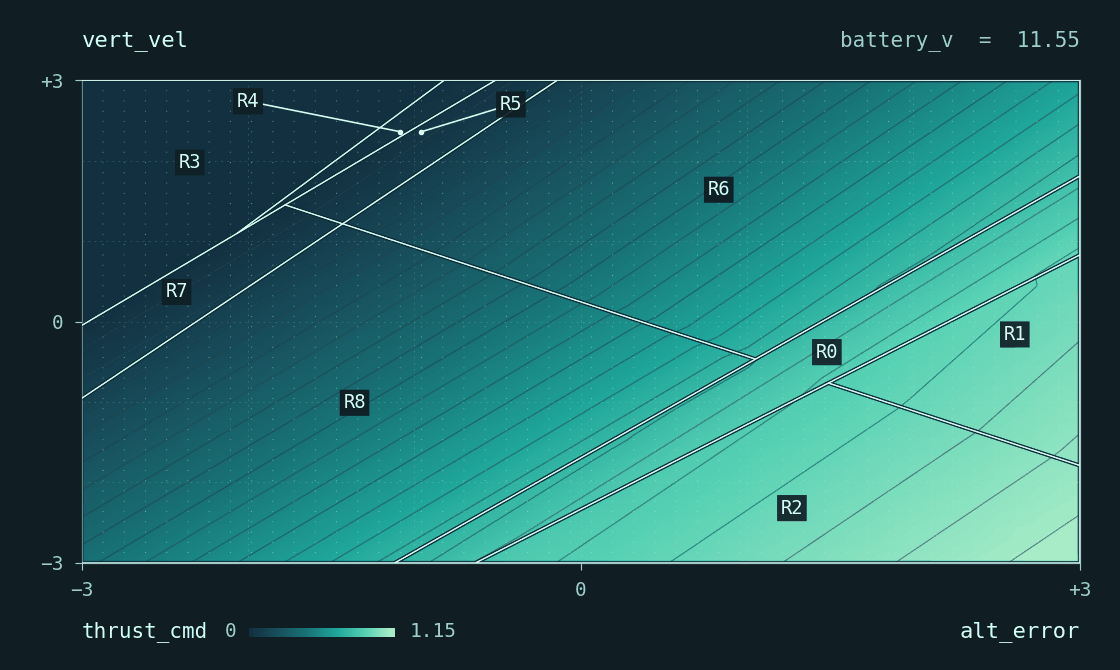 vert_vel
battery_v = 11.55
+3
R4
R5
R3
R6
R7
0
R1
R0
R8
R2
−3
−3
0
+3
thrust_cmd 0 1.15
alt_error